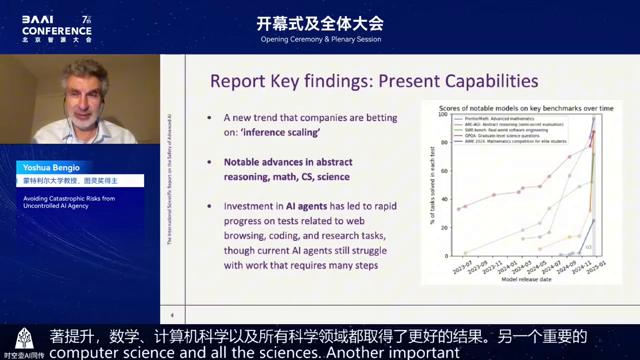 BAAI
CONFERENCE
北京智源大会
7th
开幕式及全体大会
Opening Ceremony & Plenary Session
Yoshua Bengio
蒙特利尔大学教授、图灵奖得主
Avoiding Catastrophic Risks from
Uncontrolled AI Agency
The International Scientific Report on the Safety of Advanced AI
Report Key findings: Present Capabilities
A new trend that companies are betting
on: ‘inference scaling’
Notable advances in abstract
reasoning, math, CS, science
Investment in AI agents has led to rapid
progress on tests related to web
browsing, coding, and research tasks,
though current AI agents still struggle
with work that requires many steps
4
Scores of notable models on key benchmarks over time
FrontierMath: Advanced mathematics
ARC-AGI: Abstract reasoning (semi-secret evaluation)
SWE-bench: Real-world software engineering
GPQA: Graduate-level science questions
AIME 2024: Mathematics competition for elite students
% of tasks solved in each test
100
80
60
40
20
0
o3
2023-07
2023-09
2023-11
2024-01
2024-03
2024-05
2024-07
2024-09
2024-11
2025-01
Model release date
时空壶AI同传
著提升，数学、计算机科学以及所有科学领域都取得了更好的结果。另一个重要的
computer science and all the sciences. Another important